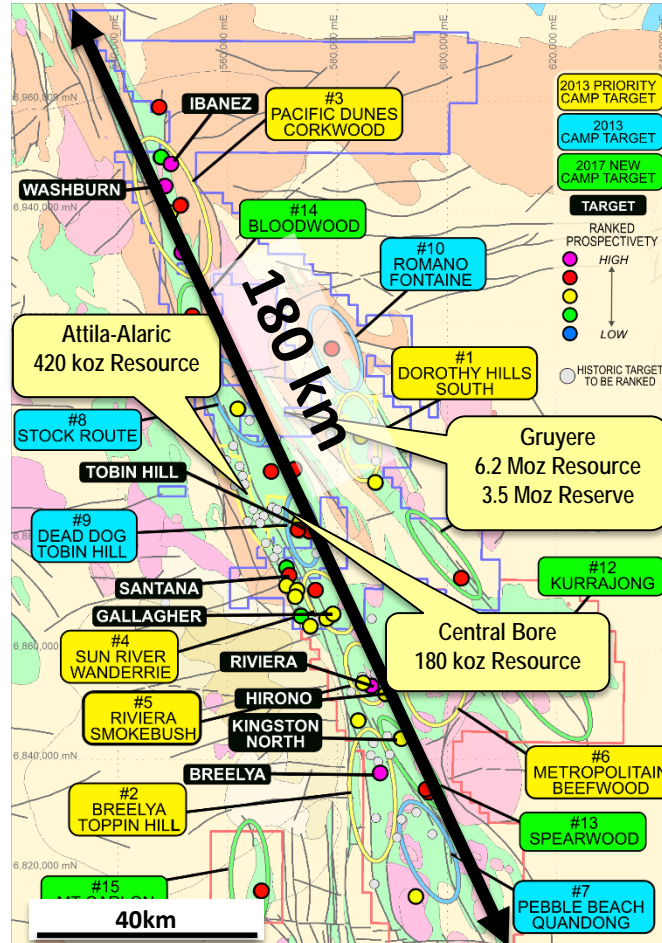 560,000 mE
580,000 mE
600,000 mE
620,000 mE
6,960,000 mN
IBANEZ
#3
PACIFIC DUNES
CORKWOOD
2013 PRIORITY
CAMP TARGET
2013
CAMP TARGET
2017 NEW
CAMP TARGET
TARGET
RANKED
PROSPECTIVITY
HIGH
LOW
HISTORIC TARGET
TO BE RANKED
WASHBURN
6,940,000 mN
#14
BLOODWOOD
#10
ROMANO
FONTAINE
180 km
Attila-Alaric
420 koz Resource
#1
DOROTHY HILLS
SOUTH
#8
STOCK ROUTE
Gruyere
6.2 Moz Resource
3.5 Moz Reserve
TOBIN HILL
#9
DEAD DOG
TOBIN HILL
#12
KURRAJONG
SANTANA
GALLAGHER
Central Bore
180 koz Resource
6,860,000 mN
#4
SUN RIVER
WANDERRIE
RIVIERA
#5
RIVIERA
SMOKEBUSH
HIRONO
KINGSTON
NORTH
#6
METROPOLITAIN
BEEFWOOD
6,840,000 mN
BREELYA
#2
BREELYA
TOPPIN HILL
#13
SPEARWOOD
6,820,000 mN
#15
#7
PEBBLE BEACH
QUANDONG
40km